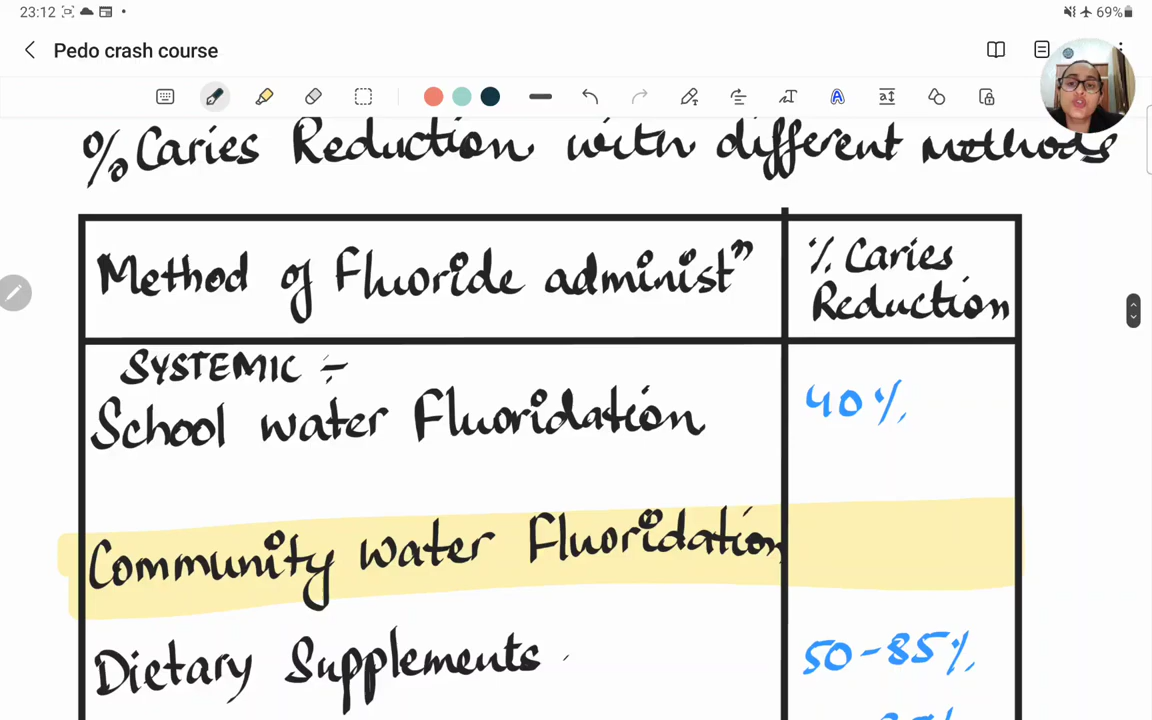 23:12
69%
Pedo crash course
% Caries Reduction with different methods
Method of Fluoride administⁿ
% Caries
Reduction
SYSTEMIC :-
School water Fluoridation
40%
Community water Fluoridation
Dietary Supplements
50-85%